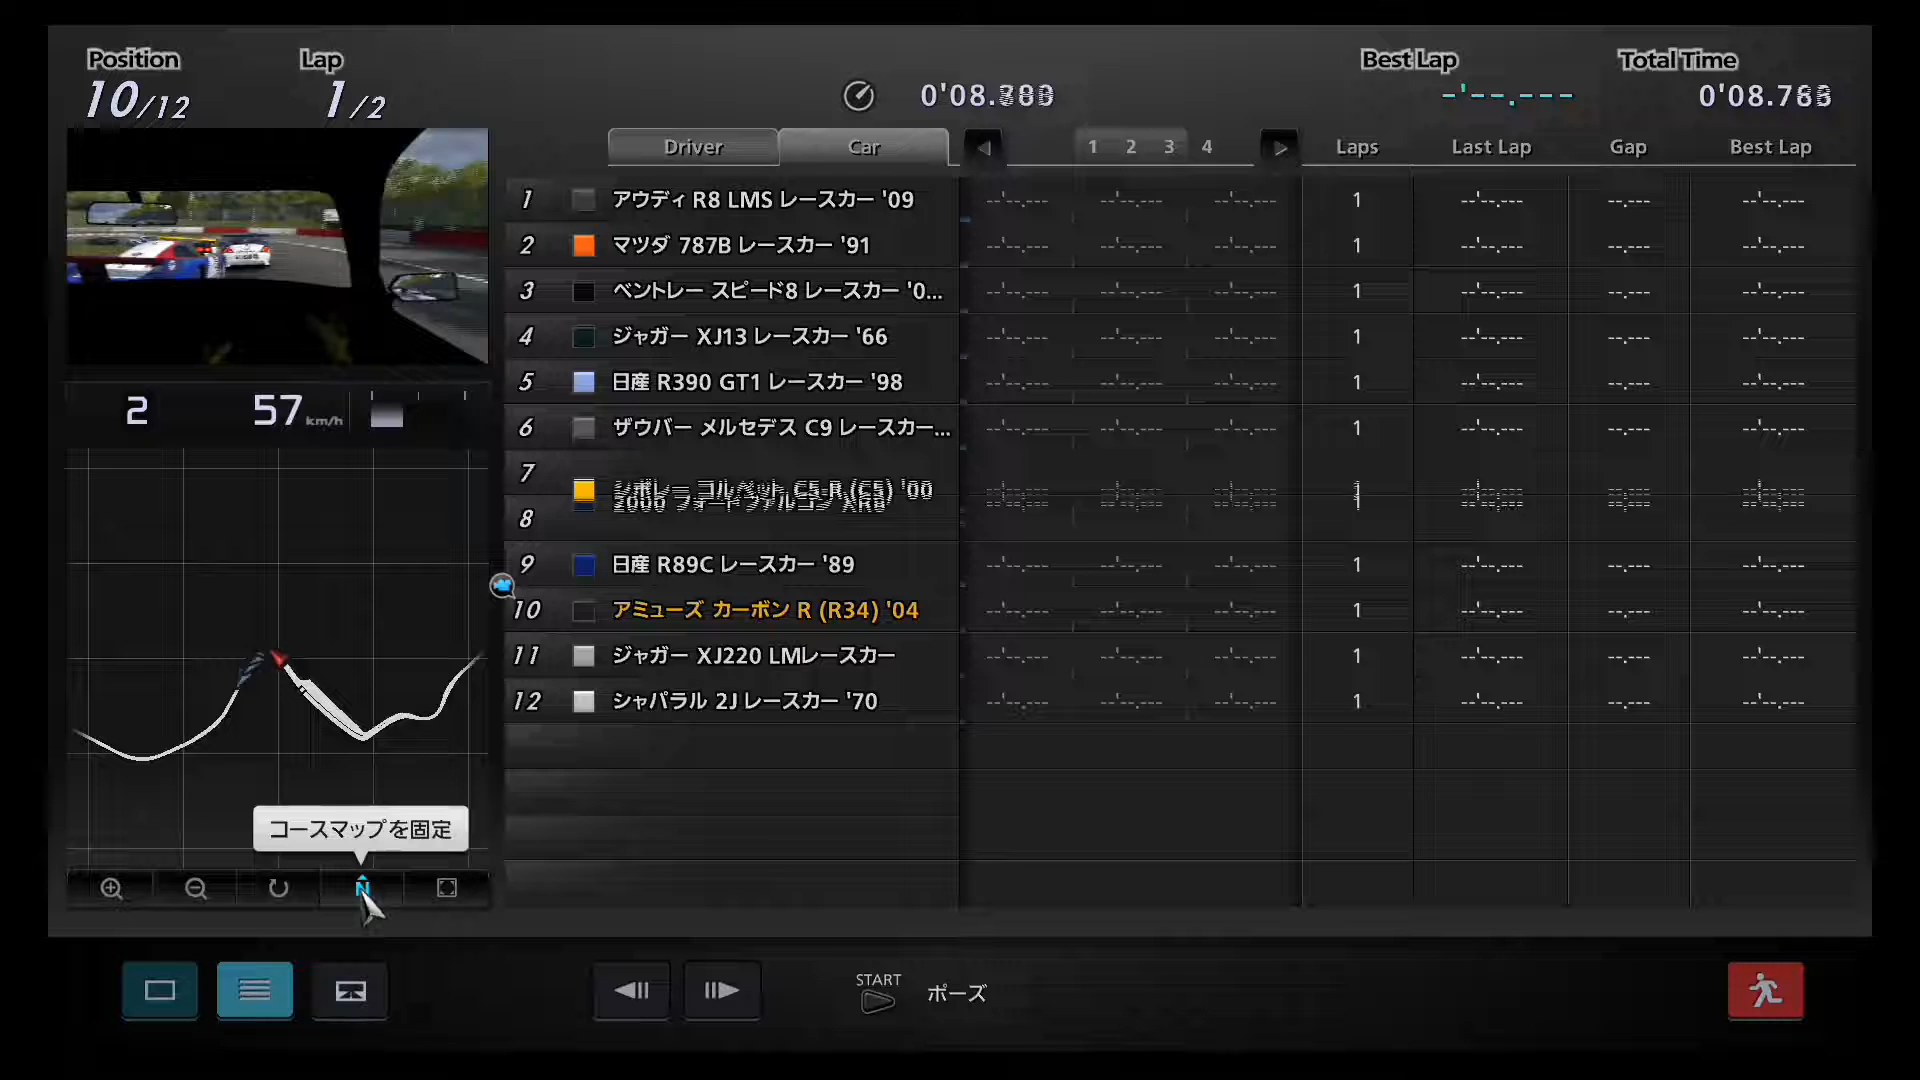 Position Lap Best Lap Total Time
10/12 1/2 -'--.--- 
Driver Car 1 2 3 4 Laps Last Lap Gap Best Lap
1 アウディ R8 LMS レースカー '09 --'--.--- --'--.--- --'--.--- 1 --'--.--- --.--- --'--.---
2 マツダ 787B レースカー '91 --'--.--- --'--.--- --'--.--- 1 --'--.--- --.--- --'--.---
3 ベントレー スピード8 レースカー '0... --'--.--- --'--.--- --'--.--- 1 --'--.--- --.--- --'--.---
4 ジャガー XJ13 レースカー '66 --'--.--- --'--.--- --'--.--- 1 --'--.--- --.--- --'--.---
5 日産 R390 GT1 レースカー '98 --'--.--- --'--.--- --'--.--- 1 --'--.--- --.--- --'--.---
2 57 km/h
6 ザウバー メルセデス C9 レースカー... --'--.--- --'--.--- --'--.--- 1 --'--.--- --.--- --'--.---
7
8
9 日産 R89C レースカー '89 --'--.--- --'--.--- --'--.--- 1 --'--.--- --.--- --'--.---
10 アミューズ カーボン R (R34) '04 --'--.--- --'--.--- --'--.--- 1 --'--.--- --.--- --'--.---
11 ジャガー XJ220 LMレースカー --'--.--- --'--.--- --'--.--- 1 --'--.--- --.--- --'--.---
12 シャパラル 2J レースカー '70 --'--.--- --'--.--- --'--.--- 1 --'--.--- --.--- --'--.---
コースマップを固定
N
START
ポーズ